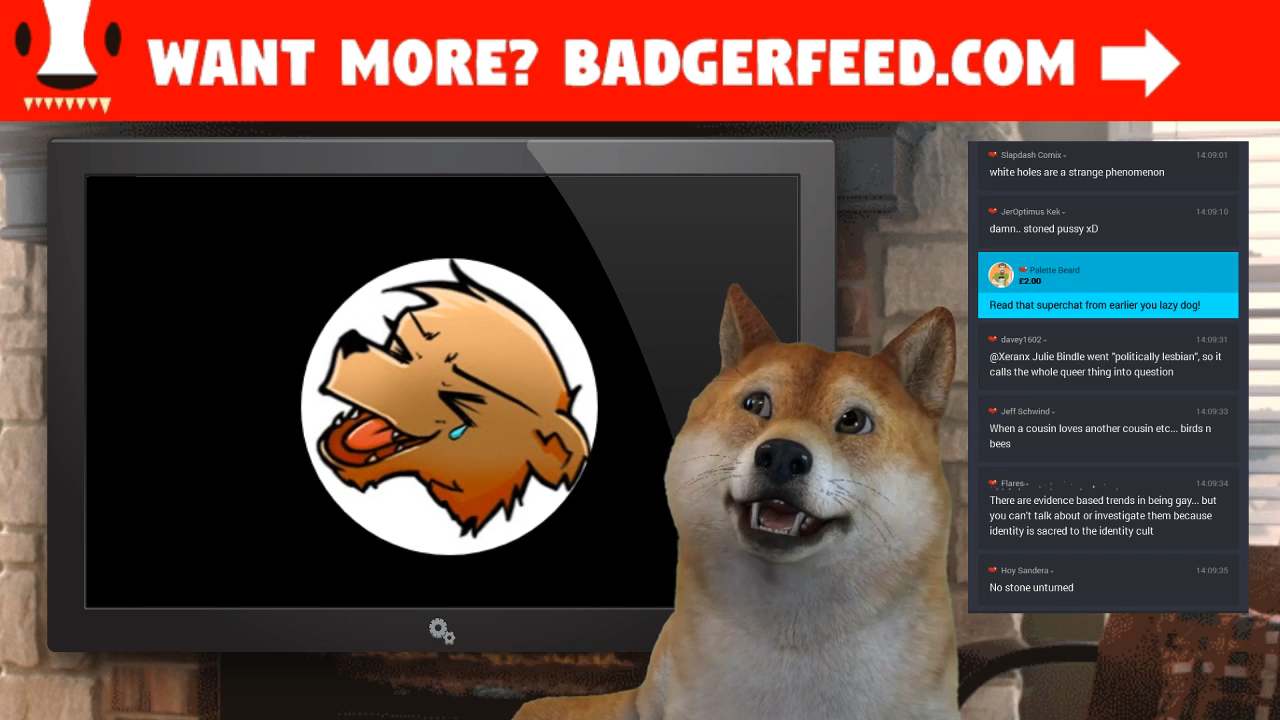 WANT MORE? BADGERFEED.COM
Slapdash Comix 14:09:01
white holes are a strange phenomenon
JerOptimus Kek 14:09:10
damn.. stoned pussy xD
Palette Beard
£2.00
Read that superchat from earlier you lazy dog!
davey1602 14:09:31
@Xeranx Julie Bindle went "politically lesbian", so it
calls the whole queer thing into question
Jeff Schwind 14:09:33
When a cousin loves another cousin etc... birds n
bees
Flares 14:09:34
There are evidence based trends in being gay... but
you can't talk about or investigate them because
identity is sacred to the identity cult
Hoy Sandera 14:09:35
No stone unturned